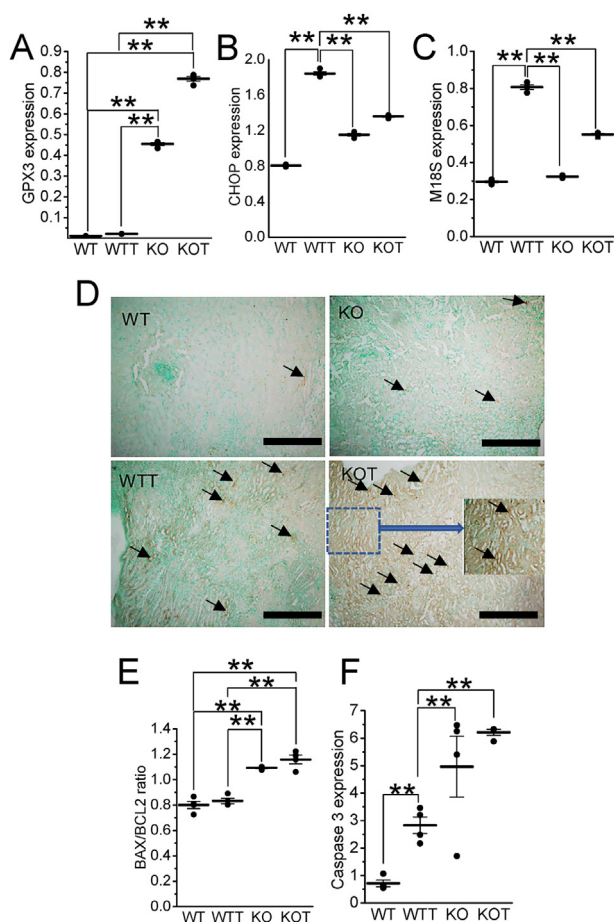 A
GPX3 expression
0.9
0.8
0.7
0.6
0.5
0.4
0.3
0.2
0.1
** 
**
**
**
WT WTT KO KOT
B
CHOP expression
2.0
1.6
1.2
0.8
0.4
0.0
**
** **
WT WTT KO KOT
C
M18S expression
1.0
0.8
0.6
0.4
0.2
0.0
**
** **
WT WTT KO KOT
D
WT
KO
WTT
KOT
E
BAX/BCL2 ratio
1.4
1.2
1.0
0.8
0.6
0.4
0.2
0.0
**
**
**
**
WT WTT KO KOT
F
Caspase 3 expression
7
6
5
4
3
2
1
0
**
**
**
WT WTT KO KOT